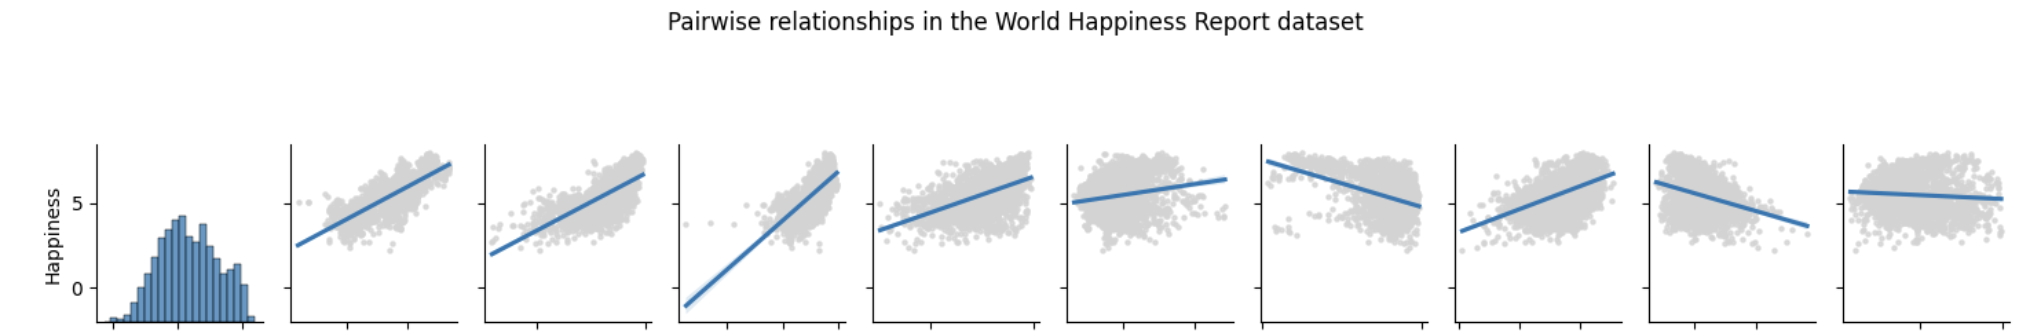 Pairwise relationships in the World Happiness Report dataset
5
Happiness
0